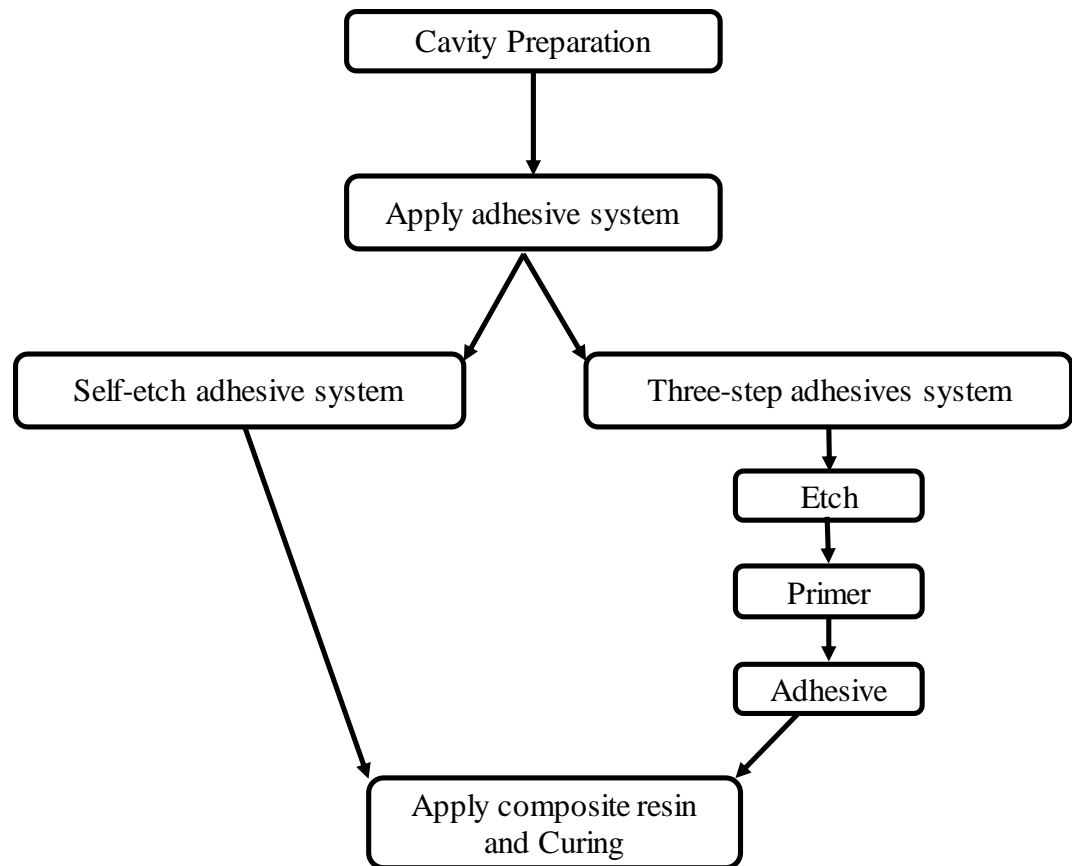 Cavity Preparation
Apply adhesive system
Self-etch adhesive system
Three-step adhesives system
Etch
Primer
Adhesive
Apply composite resin
and Curing